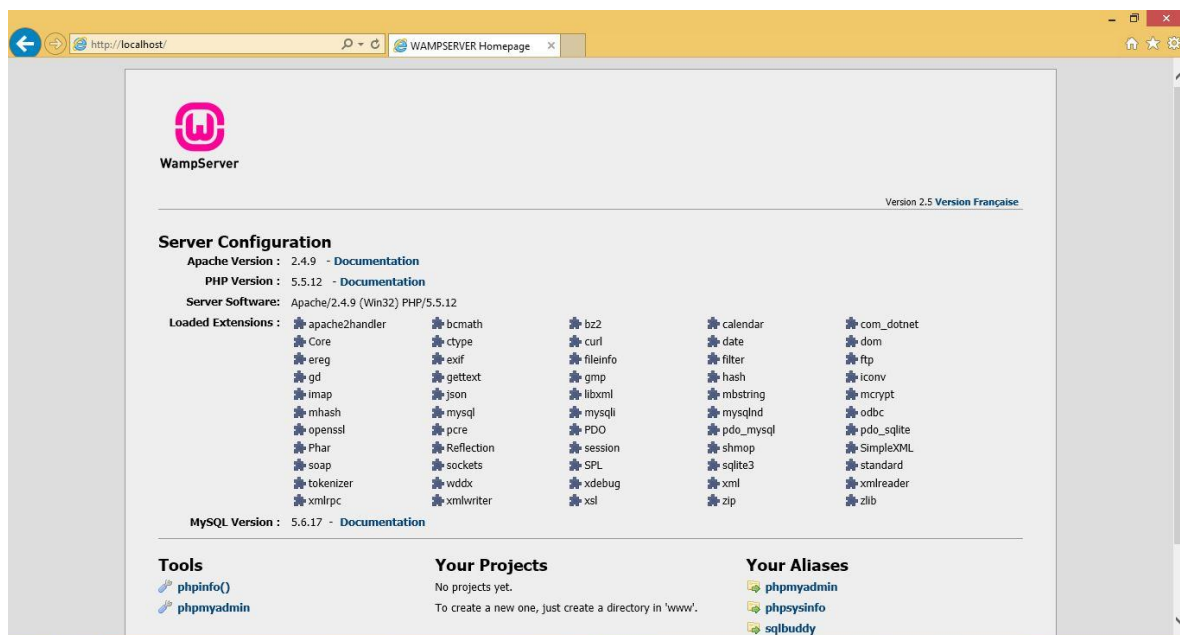 http://localhost/
WAMPSERVER Homepage
WampServer
Version 2.5 Version Française
Server Configuration
Apache Version : 2.4.9 - Documentation
PHP Version : 5.5.12 - Documentation
Server Software: Apache/2.4.9 (Win32) PHP/5.5.12
Loaded Extensions : apache2handler bcmath bz2 calendar com_dotnet
Core ctype curl date dom
ereg exif fileinfo filter ftp
gd gettext gmp hash iconv
imap json libxml mbstring mcrypt
mhash mysql mysqli mysqlnd odbc
openssl pcre PDO pdo_mysql pdo_sqlite
Phar Reflection session shmop SimpleXML
soap sockets SPL sqlite3 standard
tokenizer wddx xdebug xml xmlreader
xmlrpc xmlwriter xsl zip zlib
MySQL Version : 5.6.17 - Documentation
Tools
phpinfo()
phpmyadmin
Your Projects
No projects yet.
To create a new one, just create a directory in 'www'.
Your Aliases
phpmyadmin
phpsysinfo
sqlbuddy